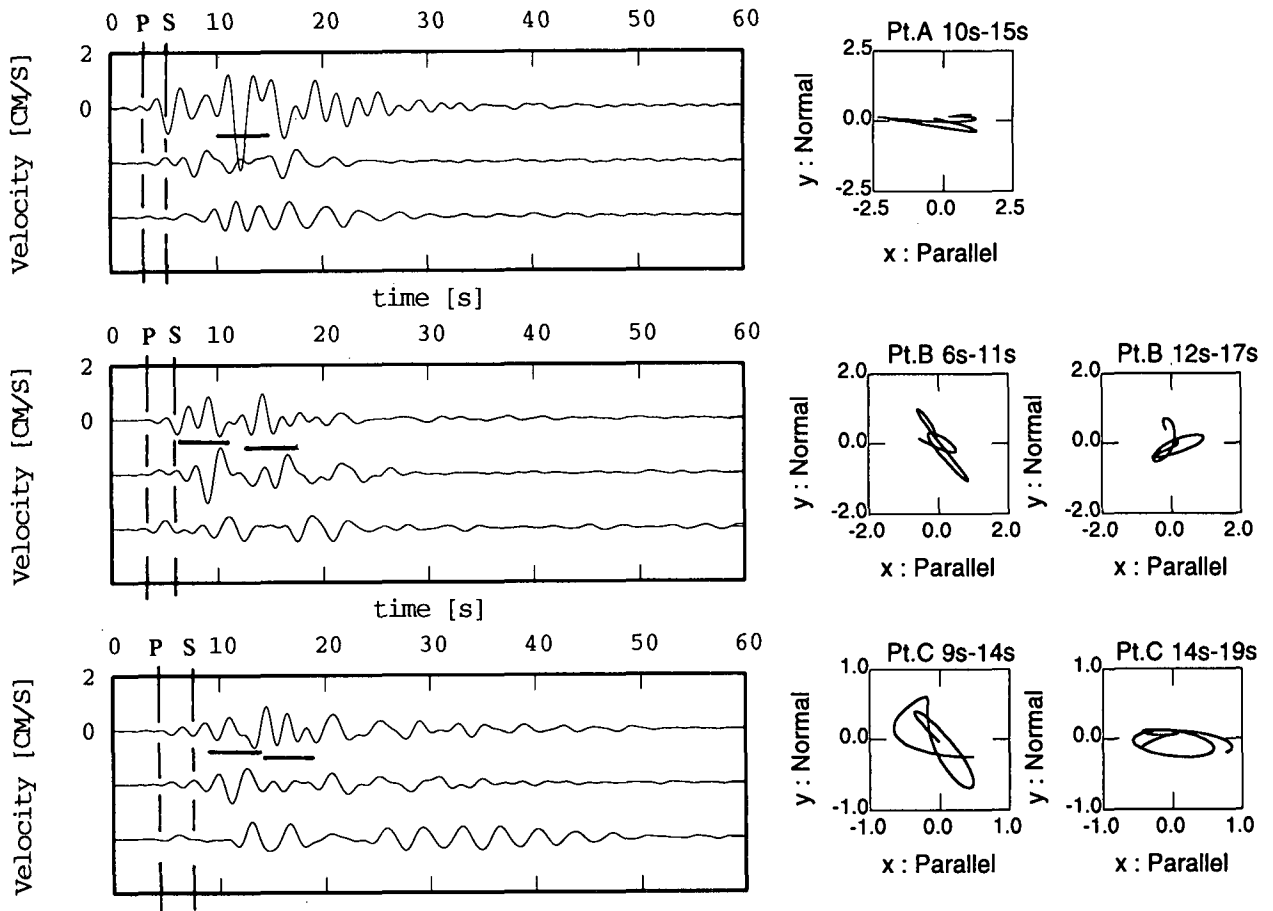 0 P S 10 20 30 40 50 60
2
0
Velocity [CM/S]
time [s]
Pt.A 10s-15s
2.5
0.0
-2.5
-2.5 0.0 2.5
y : Normal
x : Parallel
0 P S 10 20 30 40 50 60
2
0
Velocity [CM/S]
time [s]
Pt.B 6s-11s
2.0
0.0
-2.0
-2.0 0.0 2.0
y : Normal
x : Parallel
Pt.B 12s-17s
2.0
0.0
-2.0
-2.0 0.0 2.0
y : Normal
x : Parallel
0 P S 10 20 30 40 50 60
2
0
Velocity [CM/S]
Pt.C 9s-14s
1.0
0.0
-1.0
-1.0 0.0 1.0
y : Normal
x : Parallel
Pt.C 14s-19s
1.0
0.0
-1.0
-1.0 0.0 1.0
y : Normal
x : Parallel